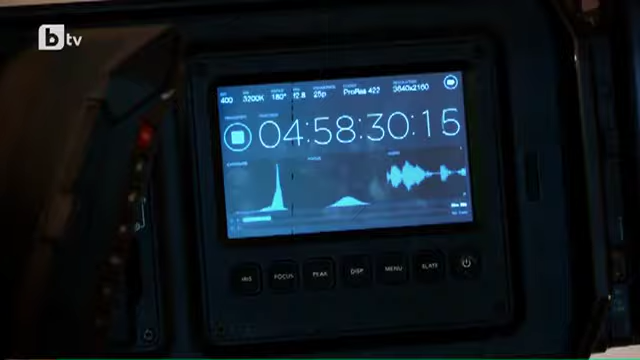 btv
400 3200K 180° f2.8 25p ProRes 422 3840x2160
04:58:30:15
IRIS FOCUS PEAK DISP MENU SLATE